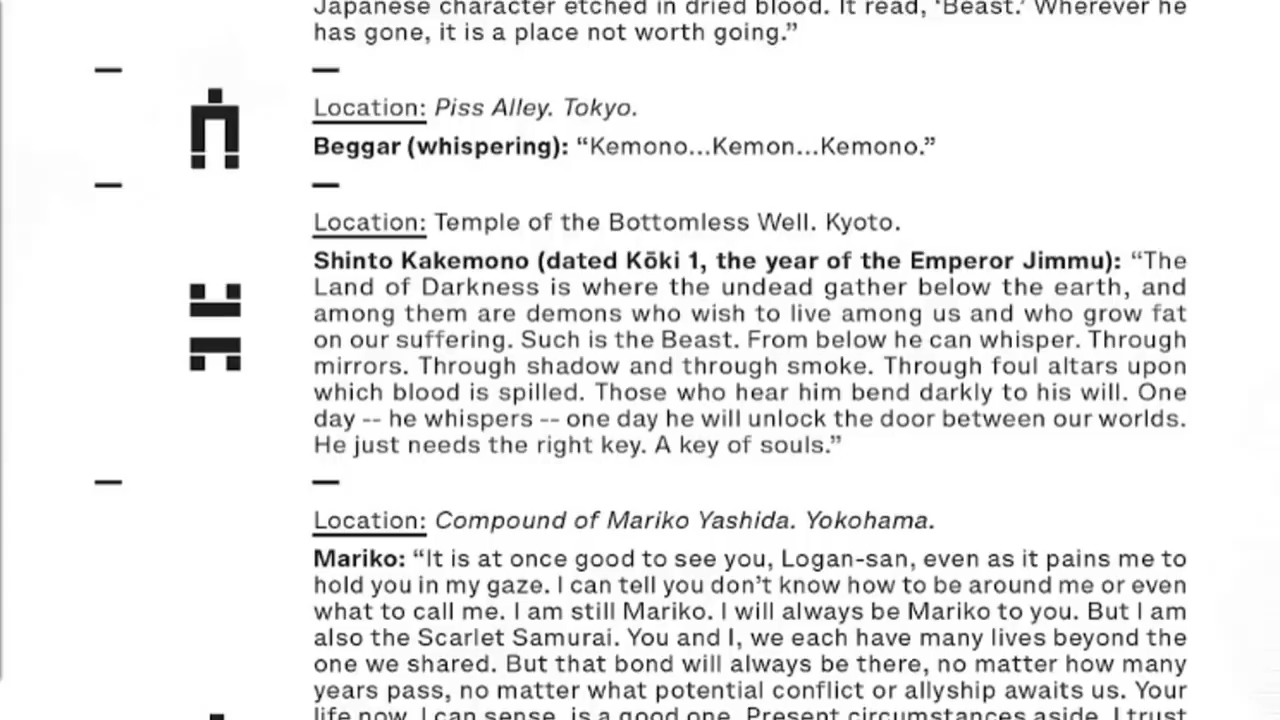 Japanese character etched in dried blood. It read, ‘Beast.’ Wherever he
has gone, it is a place not worth going.”
—
Location: Piss Alley. Tokyo.
Beggar (whispering): “Kemono...Kemon...Kemono.”
—
Location: Temple of the Bottomless Well. Kyoto.
Shinto Kakemono (dated Kōki 1, the year of the Emperor Jimmu): “The
Land of Darkness is where the undead gather below the earth, and
among them are demons who wish to live among us and who grow fat
on our suffering. Such is the Beast. From below he can whisper. Through
mirrors. Through shadow and through smoke. Through foul altars upon
which blood is spilled. Those who hear him bend darkly to his will. One
day -- he whispers -- one day he will unlock the door between our worlds.
He just needs the right key. A key of souls.”
—
Location: Compound of Mariko Yashida. Yokohama.
Mariko: “It is at once good to see you, Logan-san, even as it pains me to
hold you in my gaze. I can tell you don’t know how to be around me or even
what to call me. I am still Mariko. I will always be Mariko to you. But I am
also the Scarlet Samurai. You and I, we each have many lives beyond the
one we shared. But that bond will always be there, no matter how many
years pass, no matter what potential conflict or allyship awaits us. Your
life now, I can sense, is a good one. Present circumstances aside, I trust